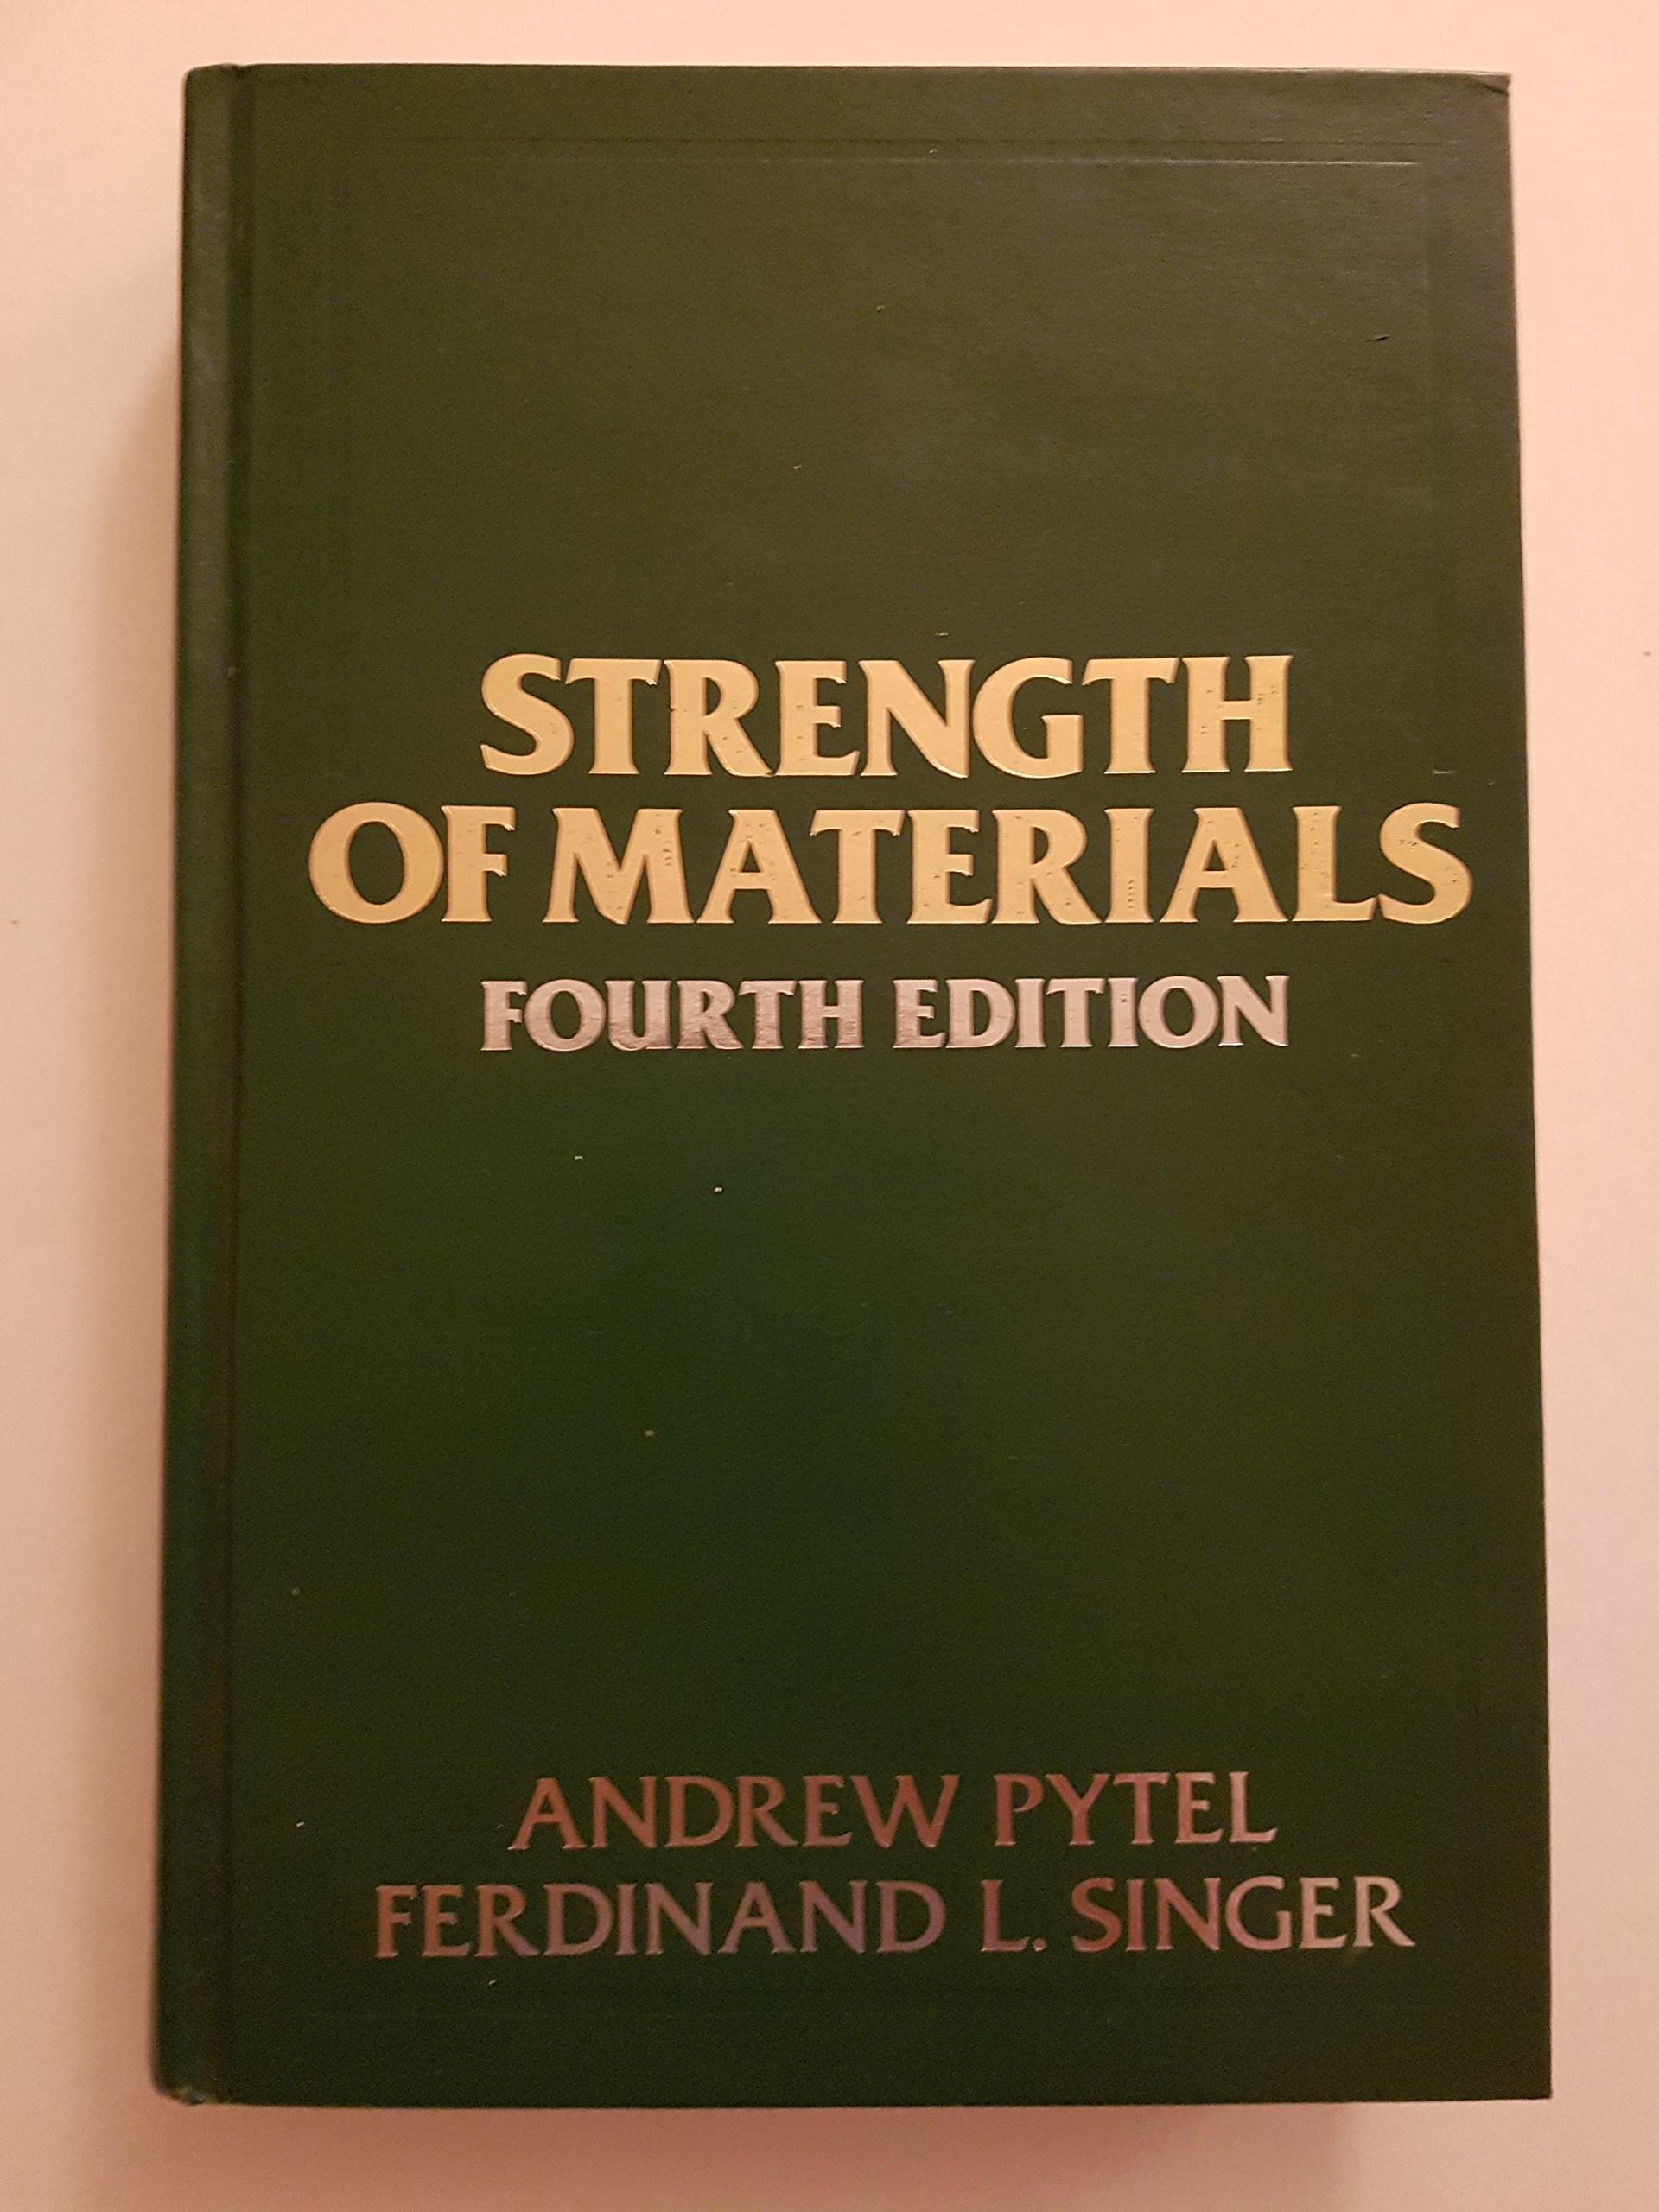 STRENGTH
OF MATERIALS
FOURTH EDITION
ANDREW PYTEL
FERDINAND L. SINGER